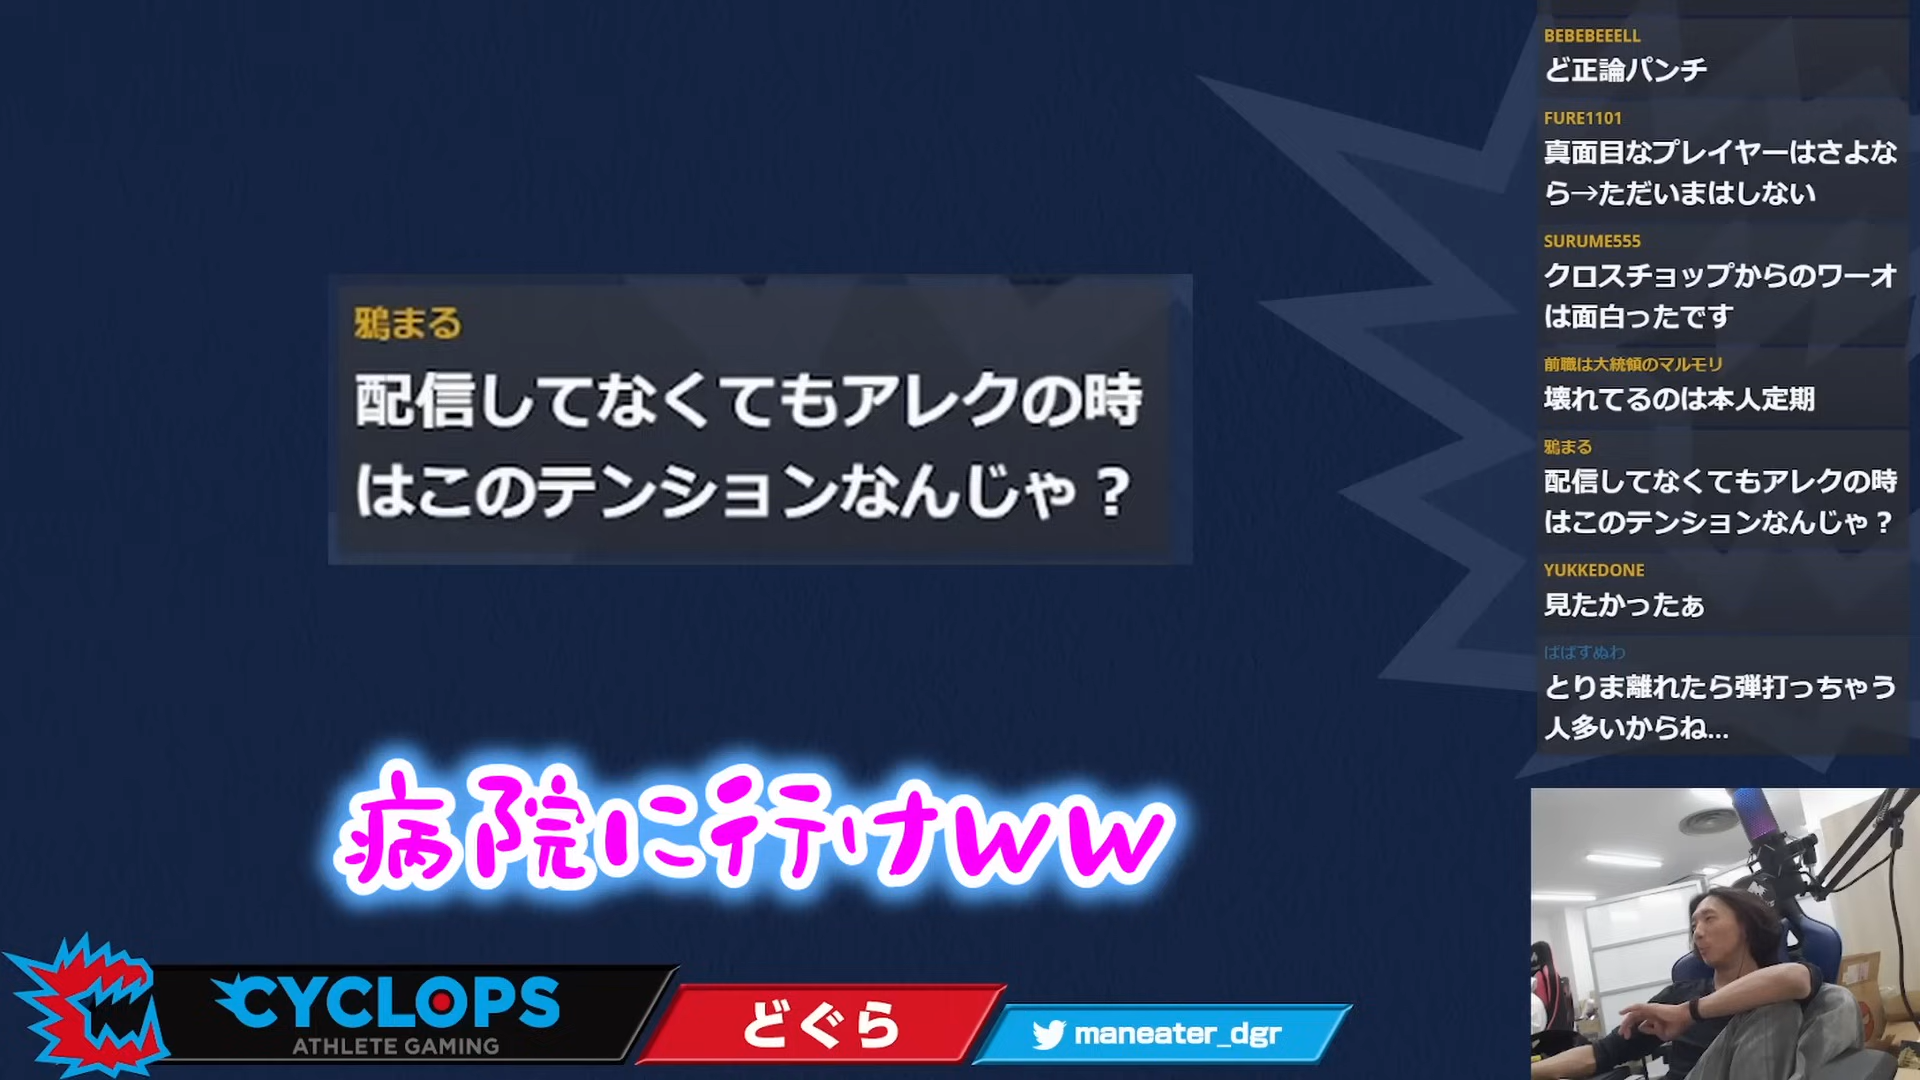 鴉まる
配信してなくてもアレクの時
はこのテンションなんじゃ？
病院に行けww
CYCLOPS
ATHLETE GAMING
どぐら
maneater_dgr
BEBEBEEELL
ど正論パンチ
FURE1101
真面目なプレイヤーはさよな
ら→ただいまはしない
SURUME555
クロスチョップからのワーオ
は面白ったです
前職は大統領のマルモリ
壊れてるのは本人定期
鴉まる
配信してなくてもアレクの時
はこのテンションなんじゃ？
YUKKEDONE
見たかったぁ
ばばすぬわ
とりま離れたら弾打っちゃう
人多いからね...